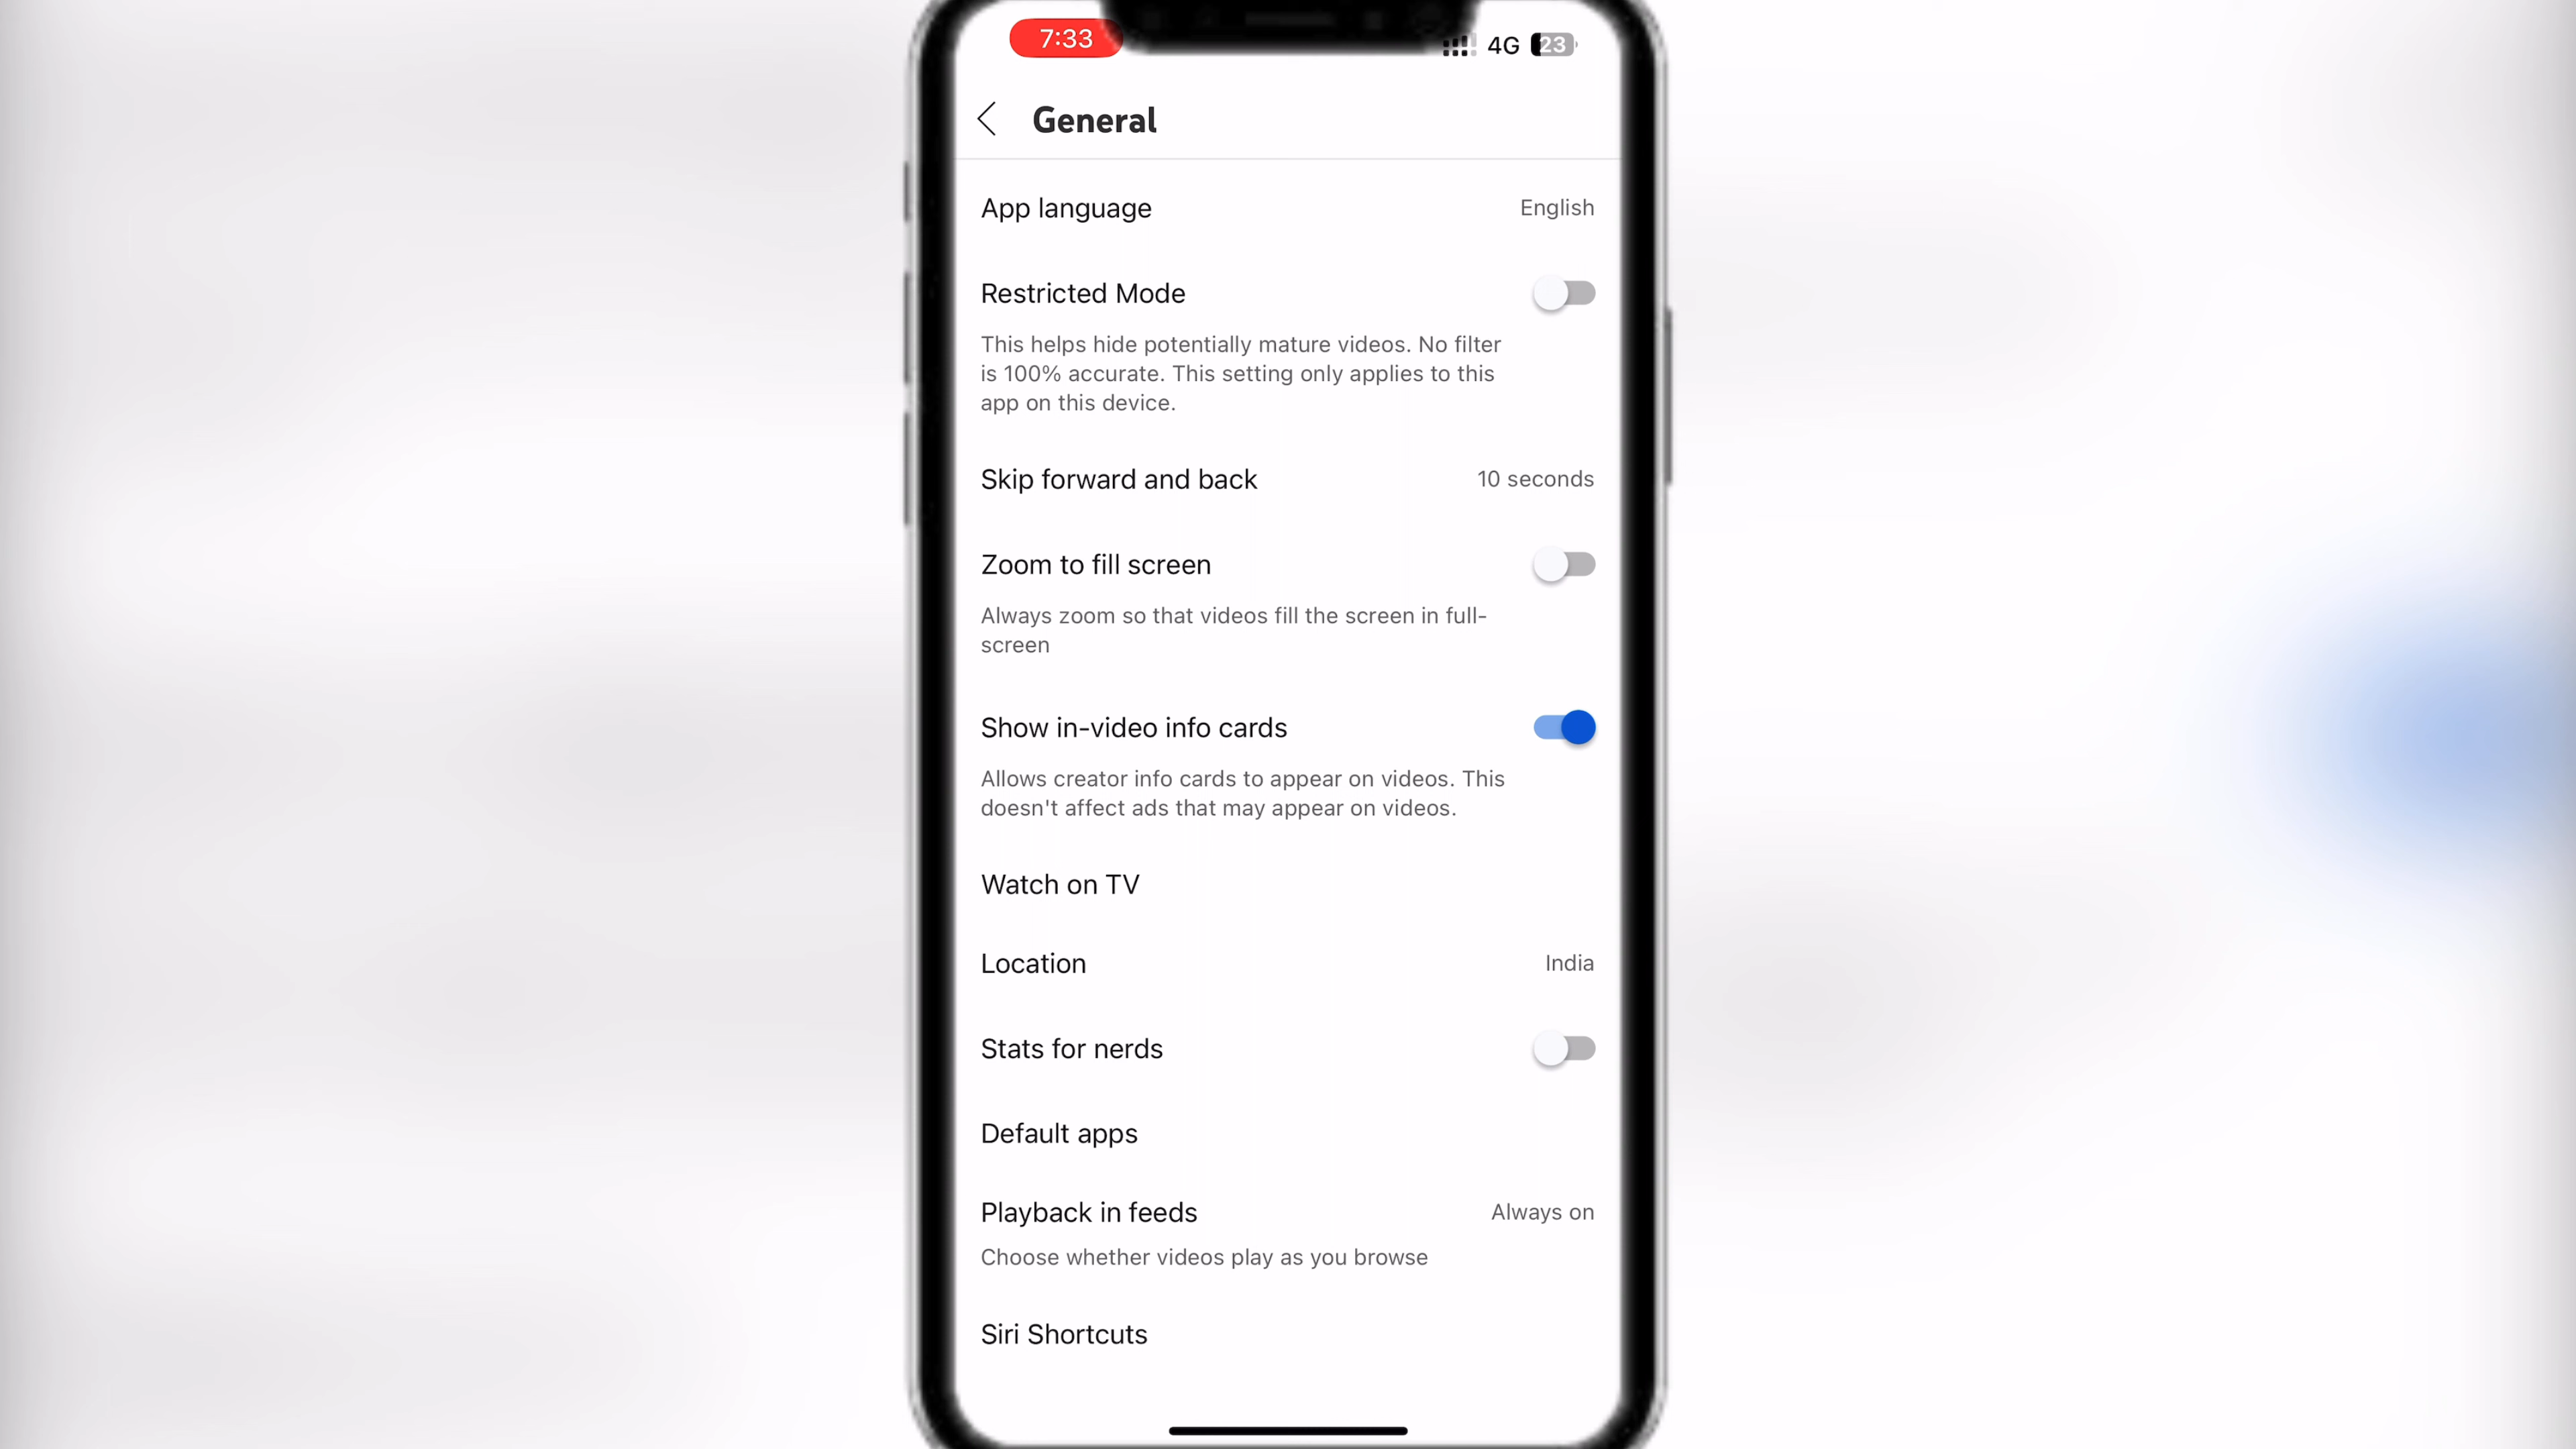 7:33
4G 23
General
App language English
Restricted Mode
This helps hide potentially mature videos. No filter
is 100% accurate. This setting only applies to this
app on this device.
Skip forward and back 10 seconds
Zoom to fill screen
Always zoom so that videos fill the screen in full-
screen
Show in-video info cards
Allows creator info cards to appear on videos. This
doesn't affect ads that may appear on videos.
Watch on TV
Location India
Stats for nerds
Default apps
Playback in feeds Always on
Choose whether videos play as you browse
Siri Shortcuts